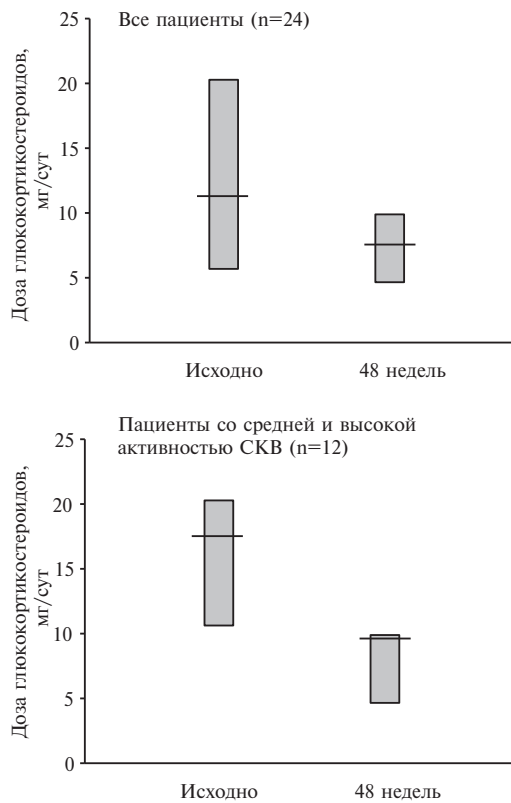 Все пациенты (n=24)
Доза глюкокортикостероидов,
мг/сут
25
20
15
10
5
0
Исходно 48 недель
Пациенты со средней и высокой
активностью СКВ (n=12)
Доза глюкокортикостероидов,
мг/сут
25
20
15
10
5
0
Исходно 48 недель